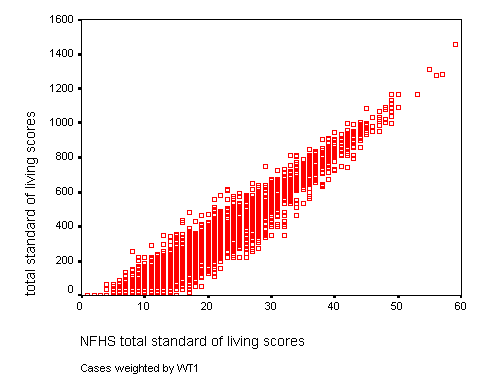 1600
1400
1200
1000
800
600
400
200
0
total standard of living scores
0 10 20 30 40 50 60
NFHS total standard of living scores
Cases weighted by WT1